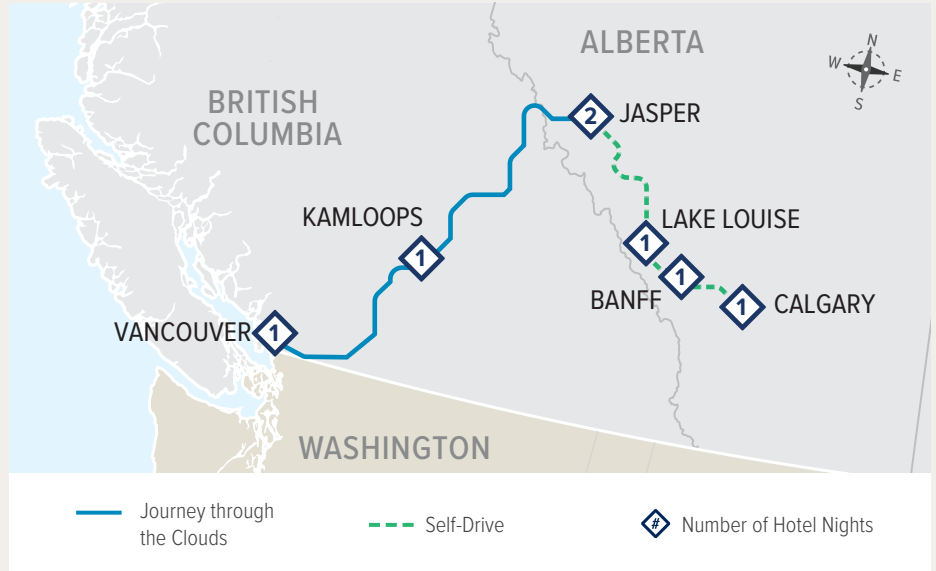 ALBERTA
N
W
E
S
BRITISH
COLUMBIA
2
JASPER
KAMLOOPS
1
LAKE LOUISE
1
1
BANFF
1
CALGARY
VANCOUVER
1
WASHINGTON
Journey through
the Clouds
Self-Drive
# Number of Hotel Nights